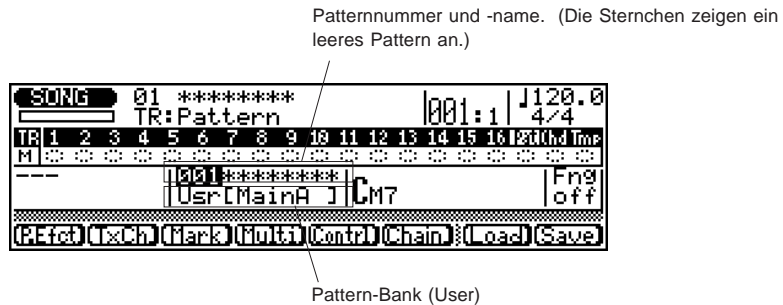 Patternnummer und -name. (Die Sternchen zeigen ein
leeres Pattern an.)
SONG 01 ******** 001:1 ♩120.0
TR:Pattern 4/4
TR 1 2 3 4 5 6 7 8 9 10 11 12 13 14 15 16 Chd Tmp
M
--- 001 ******** CM7 Fng
Usr[MainA ] off
(R.Efct) (TxCh) (Mark) (Multi) (Contrl) (Chain) (Load) (Save)
Pattern-Bank (User)